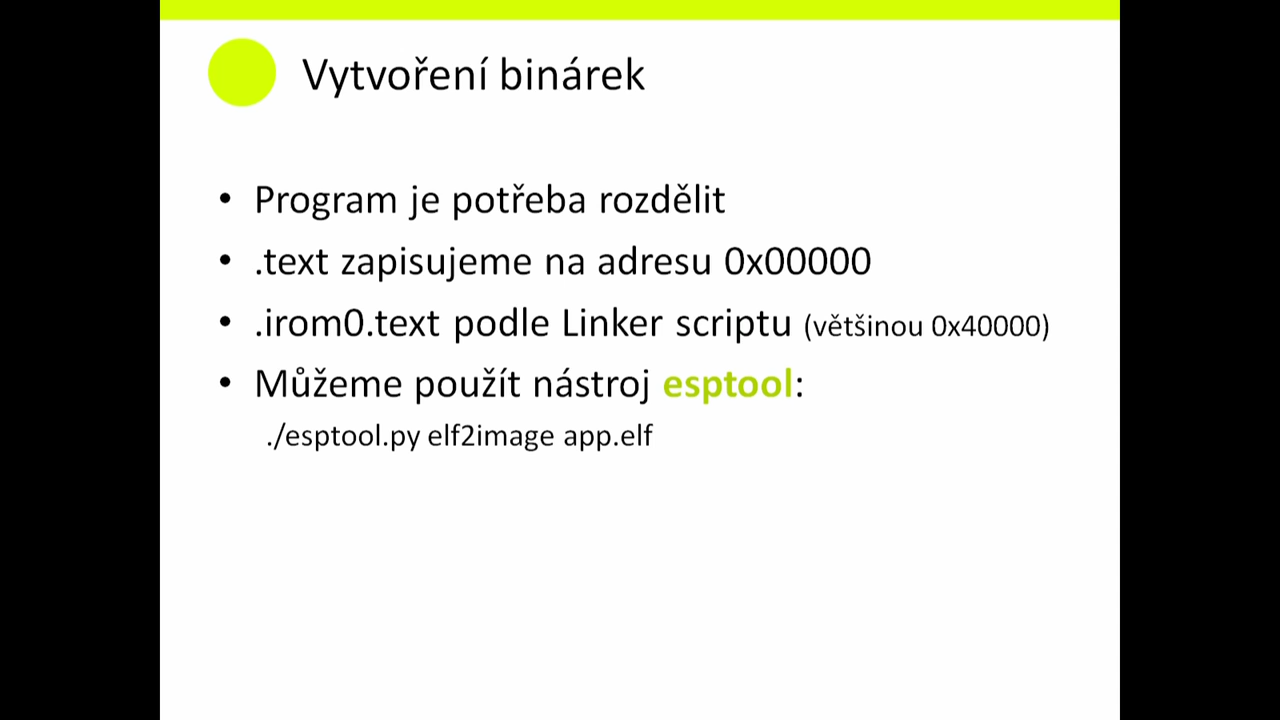 Vytvoření binárek
• Program je potřeba rozdělit
• .text zapisujeme na adresu 0x00000
• .irom0.text podle Linker scriptu (většinou 0x40000)
• Můžeme použít nástroj esptool:
./esptool.py elf2image app.elf